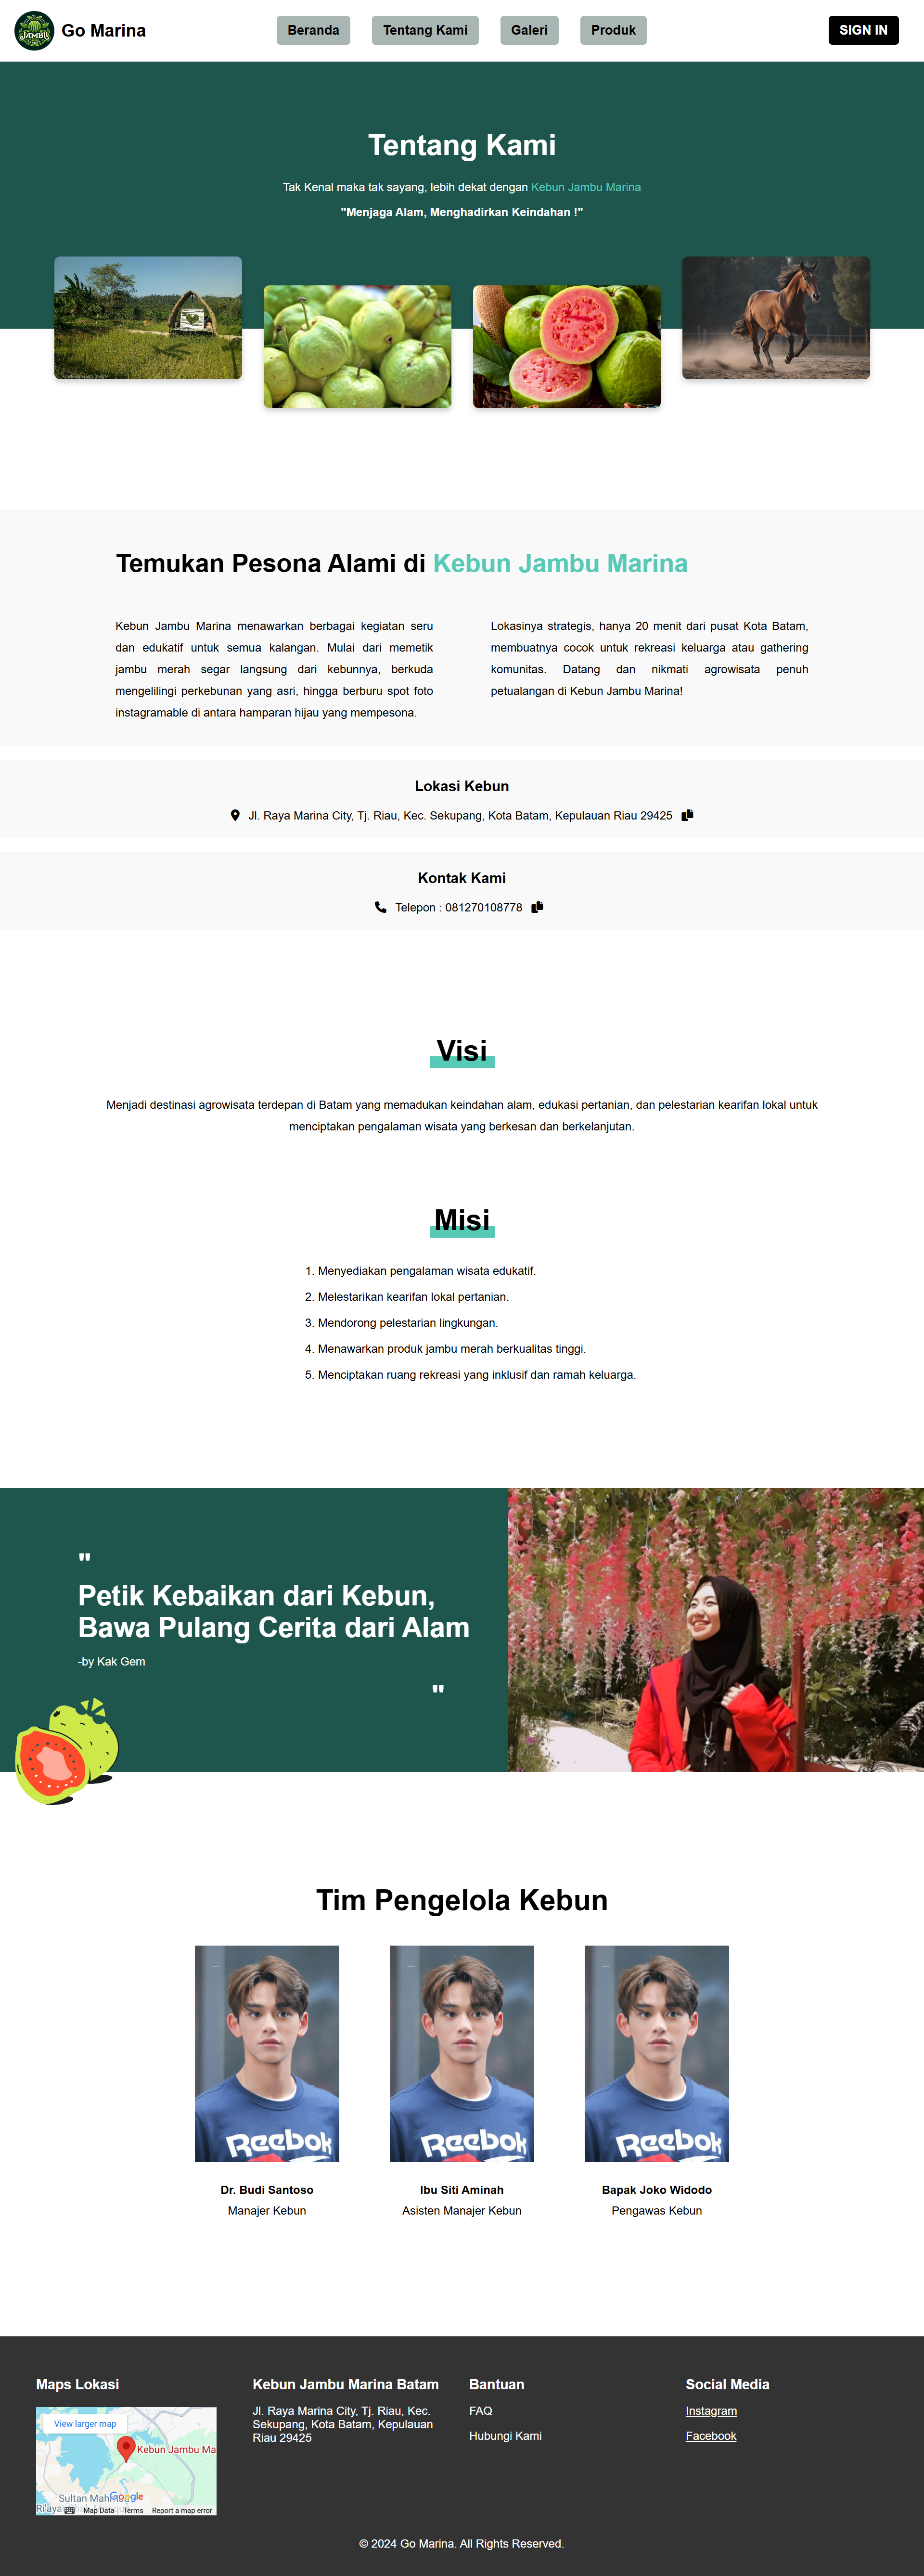 JAMBU
Go Marina
Beranda
Tentang Kami
Galeri
Produk
SIGN IN
Tentang Kami
Tak Kenal maka tak sayang, lebih dekat dengan Kebun Jambu Marina
"Menjaga Alam, Menghadirkan Keindahan !"
Temukan Pesona Alami di Kebun Jambu Marina
Kebun Jambu Marina menawarkan berbagai kegiatan seru
dan edukatif untuk semua kalangan. Mulai dari memetik
jambu merah segar langsung dari kebunnya, berkuda
mengelilingi perkebunan yang asri, hingga berburu spot foto
instagramable di antara hamparan hijau yang mempesona.
Lokasinya strategis, hanya 20 menit dari pusat Kota Batam,
membuatnya cocok untuk rekreasi keluarga atau gathering
komunitas. Datang dan nikmati agrowisata penuh
petualangan di Kebun Jambu Marina!
Lokasi Kebun
Jl. Raya Marina City, Tj. Riau, Kec. Sekupang, Kota Batam, Kepulauan Riau 29425
Kontak Kami
Telepon : 081270108778
Visi
Menjadi destinasi agrowisata terdepan di Batam yang memadukan keindahan alam, edukasi pertanian, dan pelestarian kearifan lokal untuk
menciptakan pengalaman wisata yang berkesan dan berkelanjutan.
Misi
1. Menyediakan pengalaman wisata edukatif.
2. Melestarikan kearifan lokal pertanian.
3. Mendorong pelestarian lingkungan.
4. Menawarkan produk jambu merah berkualitas tinggi.
5. Menciptakan ruang rekreasi yang inklusif dan ramah keluarga.
"
Petik Kebaikan dari Kebun,
Bawa Pulang Cerita dari Alam
-by Kak Gem
"
Tim Pengelola Kebun
Reebok
Reebok
Reebok
Dr. Budi Santoso
Manajer Kebun
Ibu Siti Aminah
Asisten Manajer Kebun
Bapak Joko Widodo
Pengawas Kebun
Maps Lokasi
View larger map
Kebun Jambu Ma
Sultan Mahm
Google
Map Data
Terms
Report a map error
Kebun Jambu Marina Batam
Jl. Raya Marina City, Tj. Riau, Kec.
Sekupang, Kota Batam, Kepulauan
Riau 29425
Bantuan
FAQ
Hubungi Kami
Social Media
Instagram
Facebook
© 2024 Go Marina. All Rights Reserved.